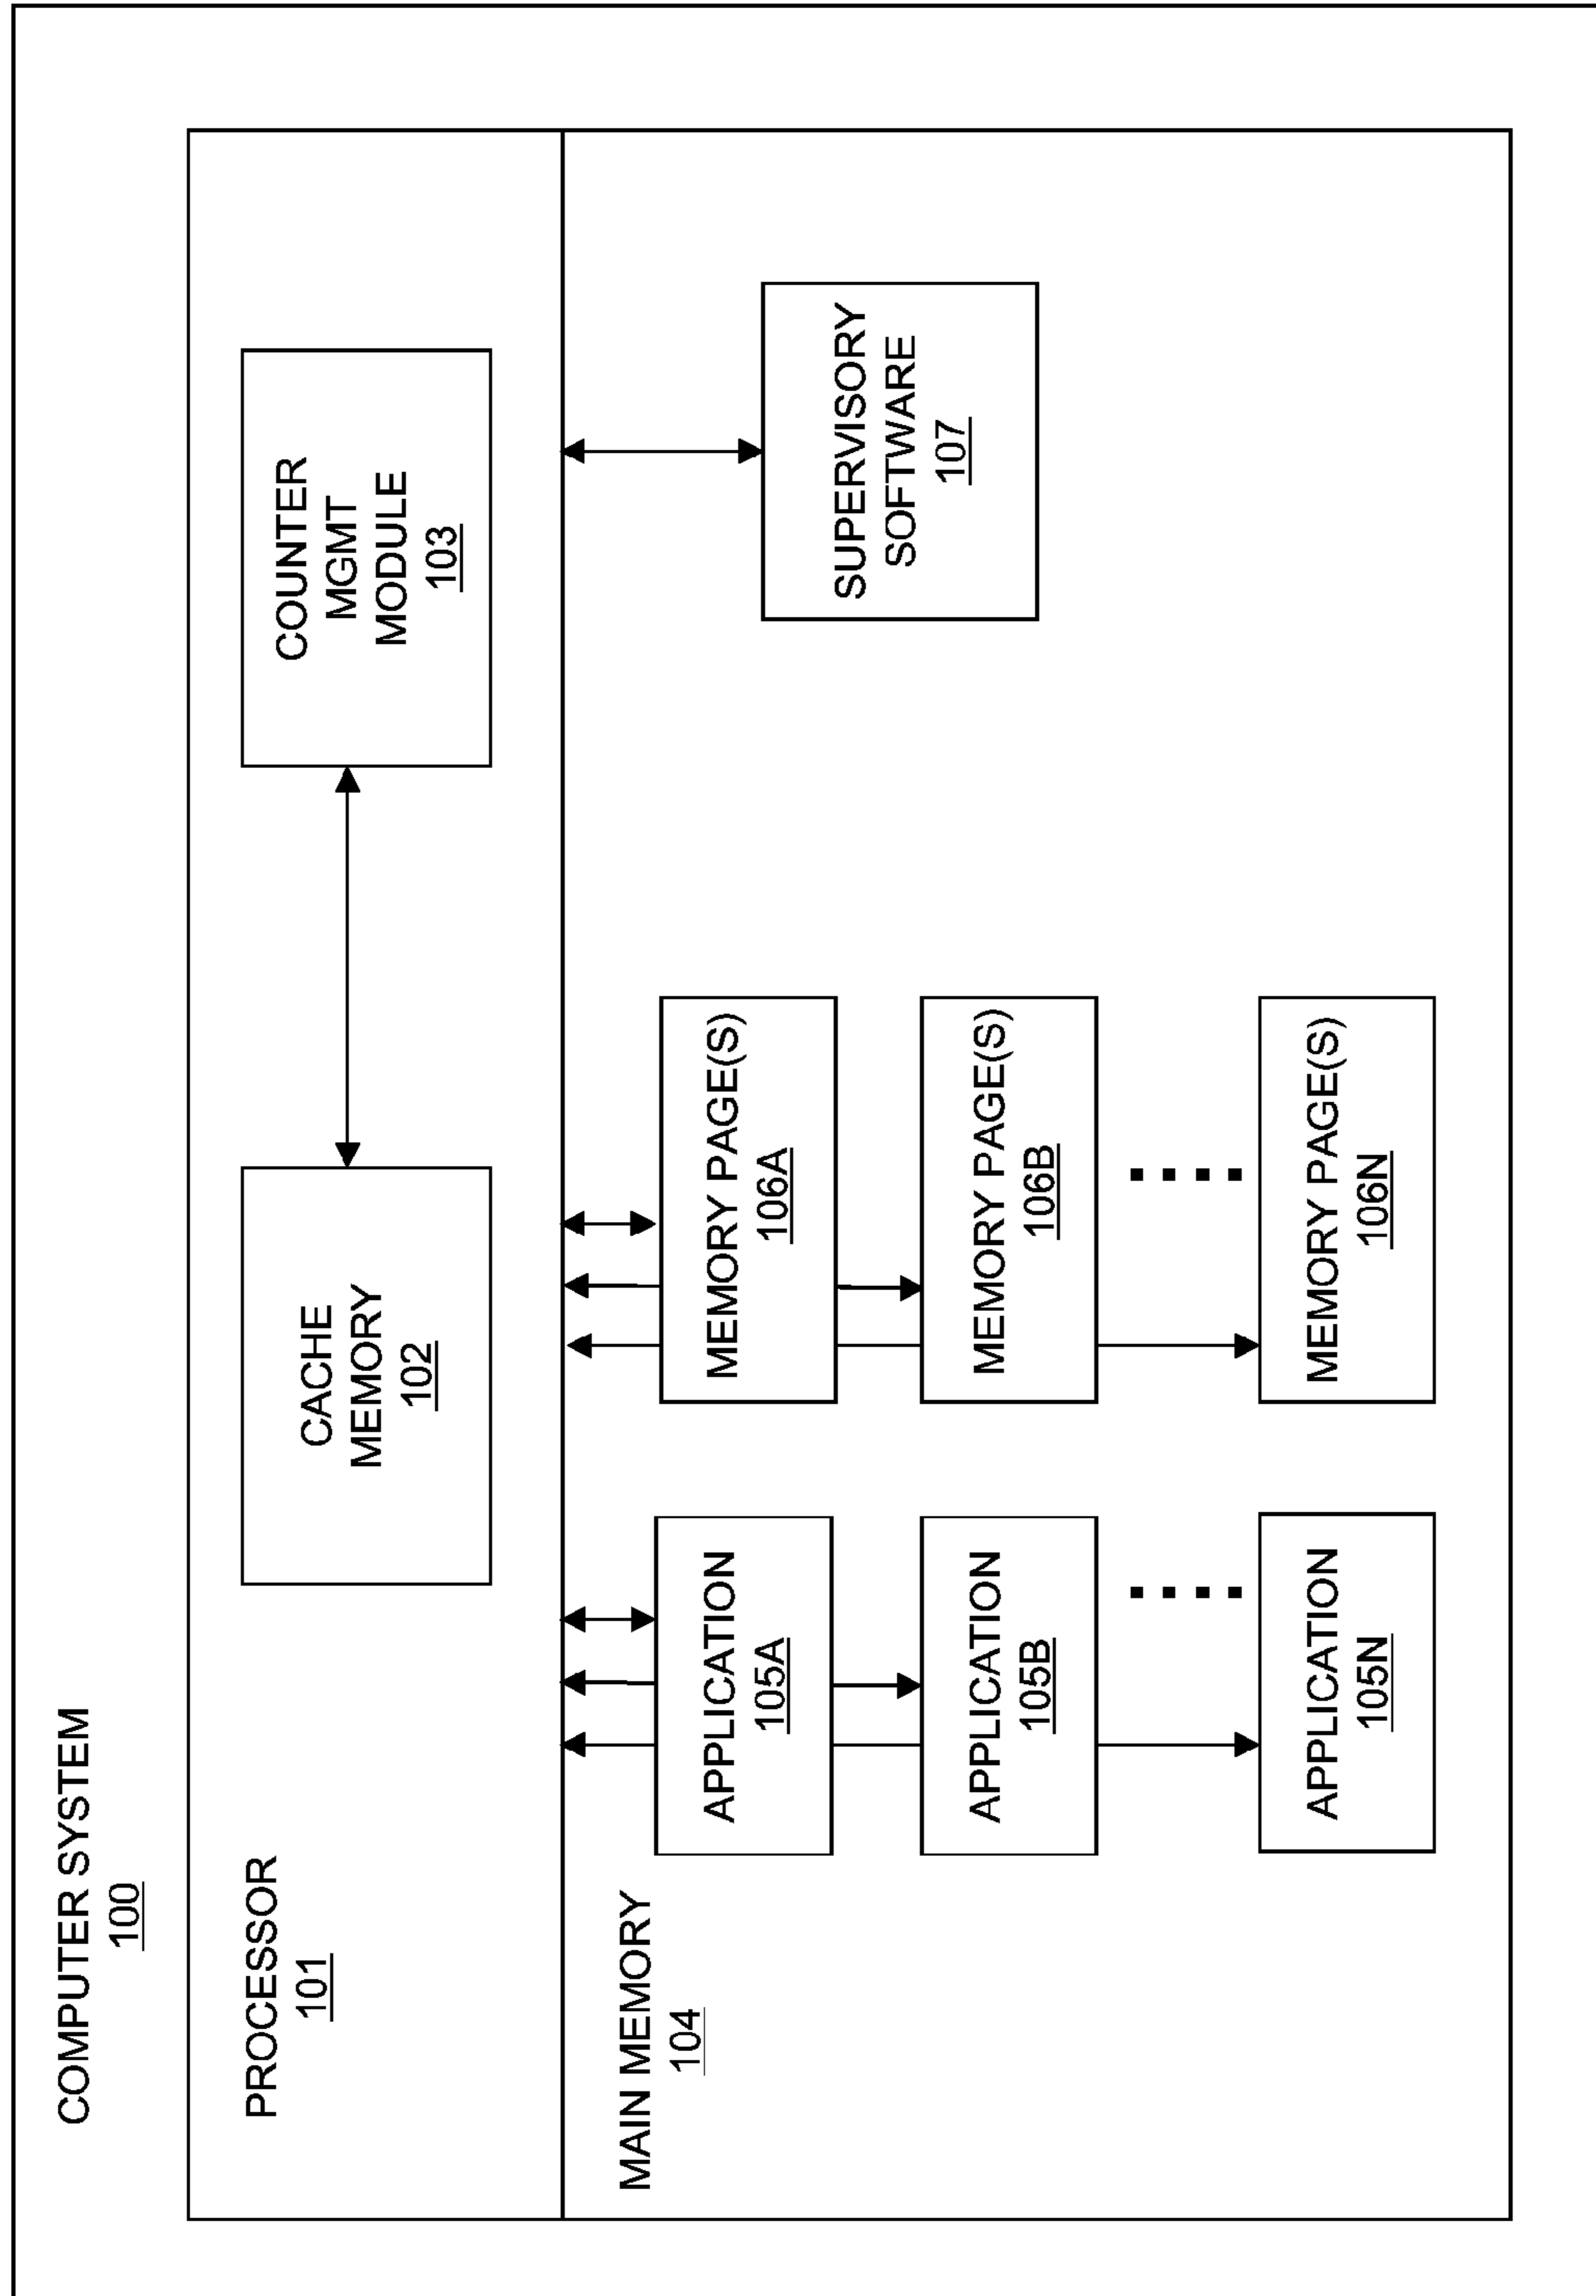 COMPUTER SYSTEM
100
PROCESSOR
101
CACHE
MEMORY
102
COUNTER
MGMT
MODULE
103
MAIN MEMORY
104
APPLICATION
105A
MEMORY PAGE(S)
106A
SUPERVISORY
SOFTWARE
107
APPLICATION
105B
MEMORY PAGE(S)
106B
APPLICATION
105N
MEMORY PAGE(S)
106N